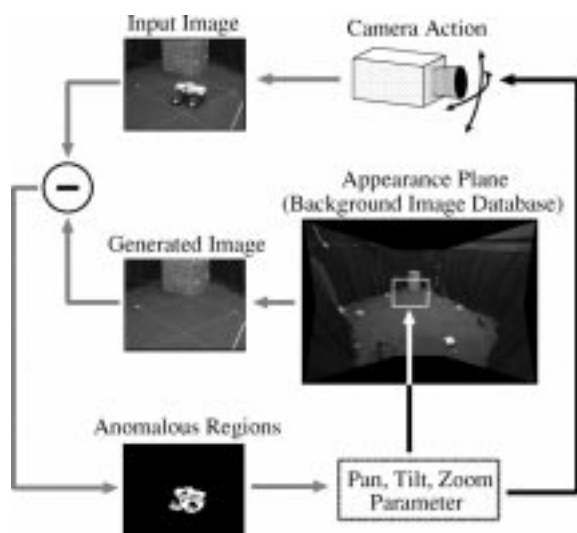 Input Image
Camera Action
Appearance Plane
(Background Image Database)
Generated Image
Anomalous Regions
Pan, Tilt, Zoom
Parameter